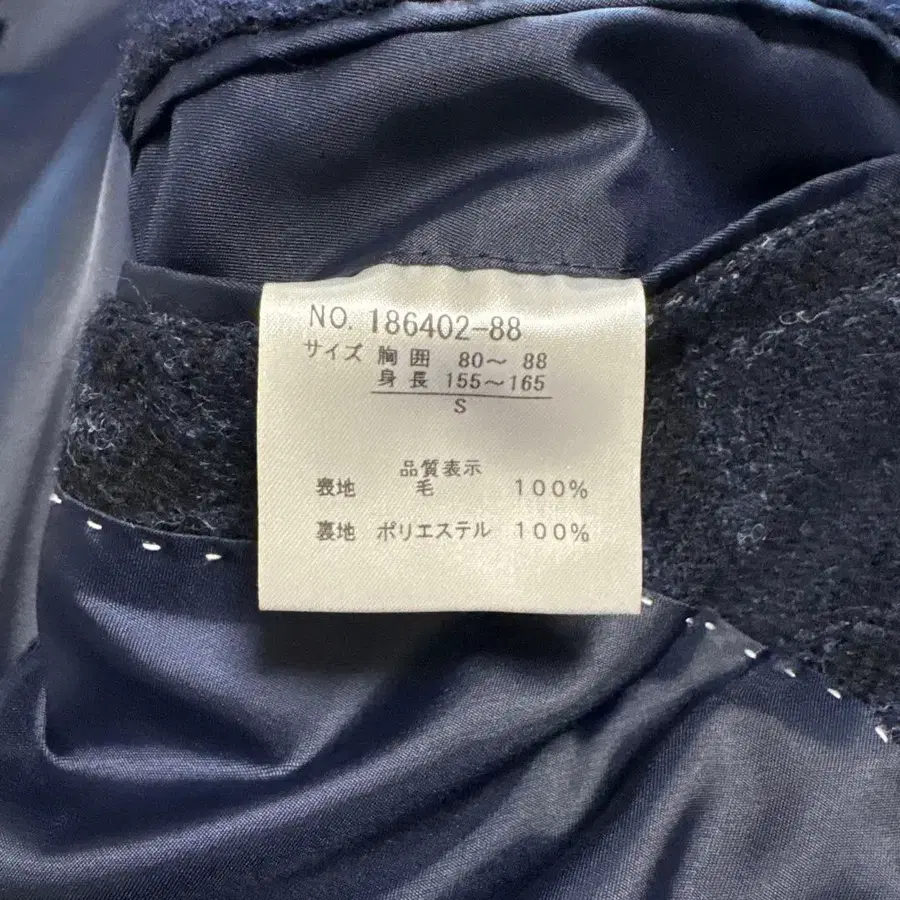 NO. 186402-88
サイズ 胸囲 80～ 88
身長 155～165
S
品質表示
表地 毛 100%
裏地 ポリエステル 100%